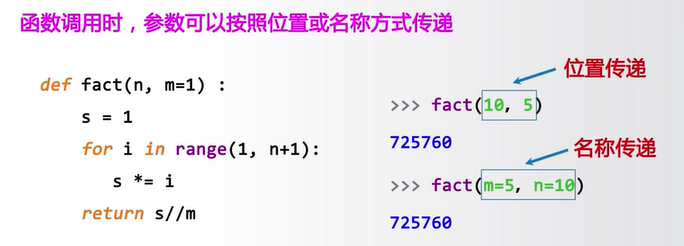 函数调用时，参数可以按照位置或名称方式传递
def fact(n, m=1) :
    s = 1
    for i in range(1, n+1):
        s *= i
    return s//m
位置传递
>>> fact(10, 5)
725760
名称传递
>>> fact(m=5, n=10)
725760